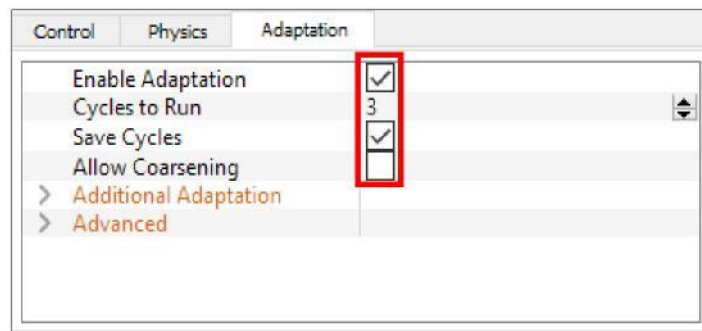 Control Physics Adaptation
Enable Adaptation
Cycles to Run 3
Save Cycles
Allow Coarsening
Additional Adaptation
Advanced